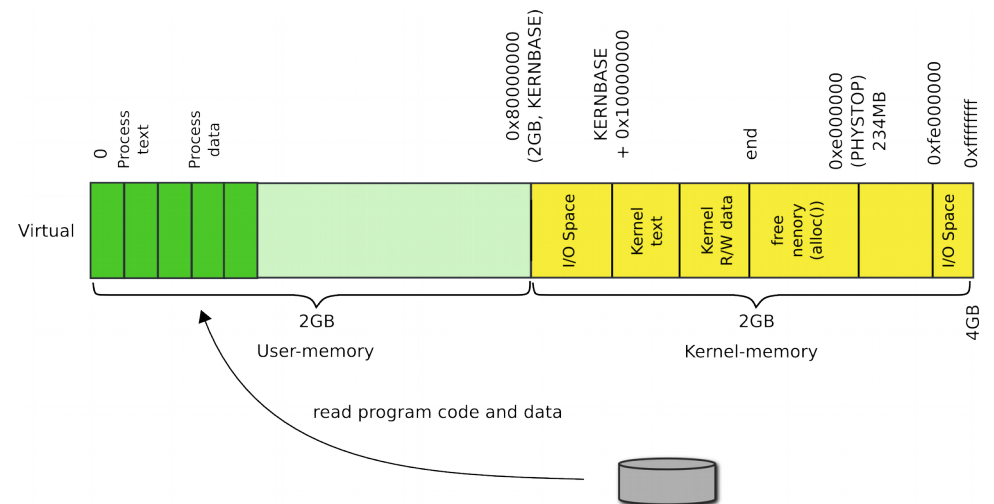 0
Process
text
Process
data
0x80000000
(2GB, KERNBASE)
KERNBASE
+ 0x10000000
end
0xe000000
(PHYSTOP)
234MB
0xfe000000
0xffffffff
Virtual
I/O Space
Kernel
text
Kernel
R/W data
free
nenory
(alloc())
I/O Space
2GB
User-memory
2GB
Kernel-memory
4GB
read program code and data